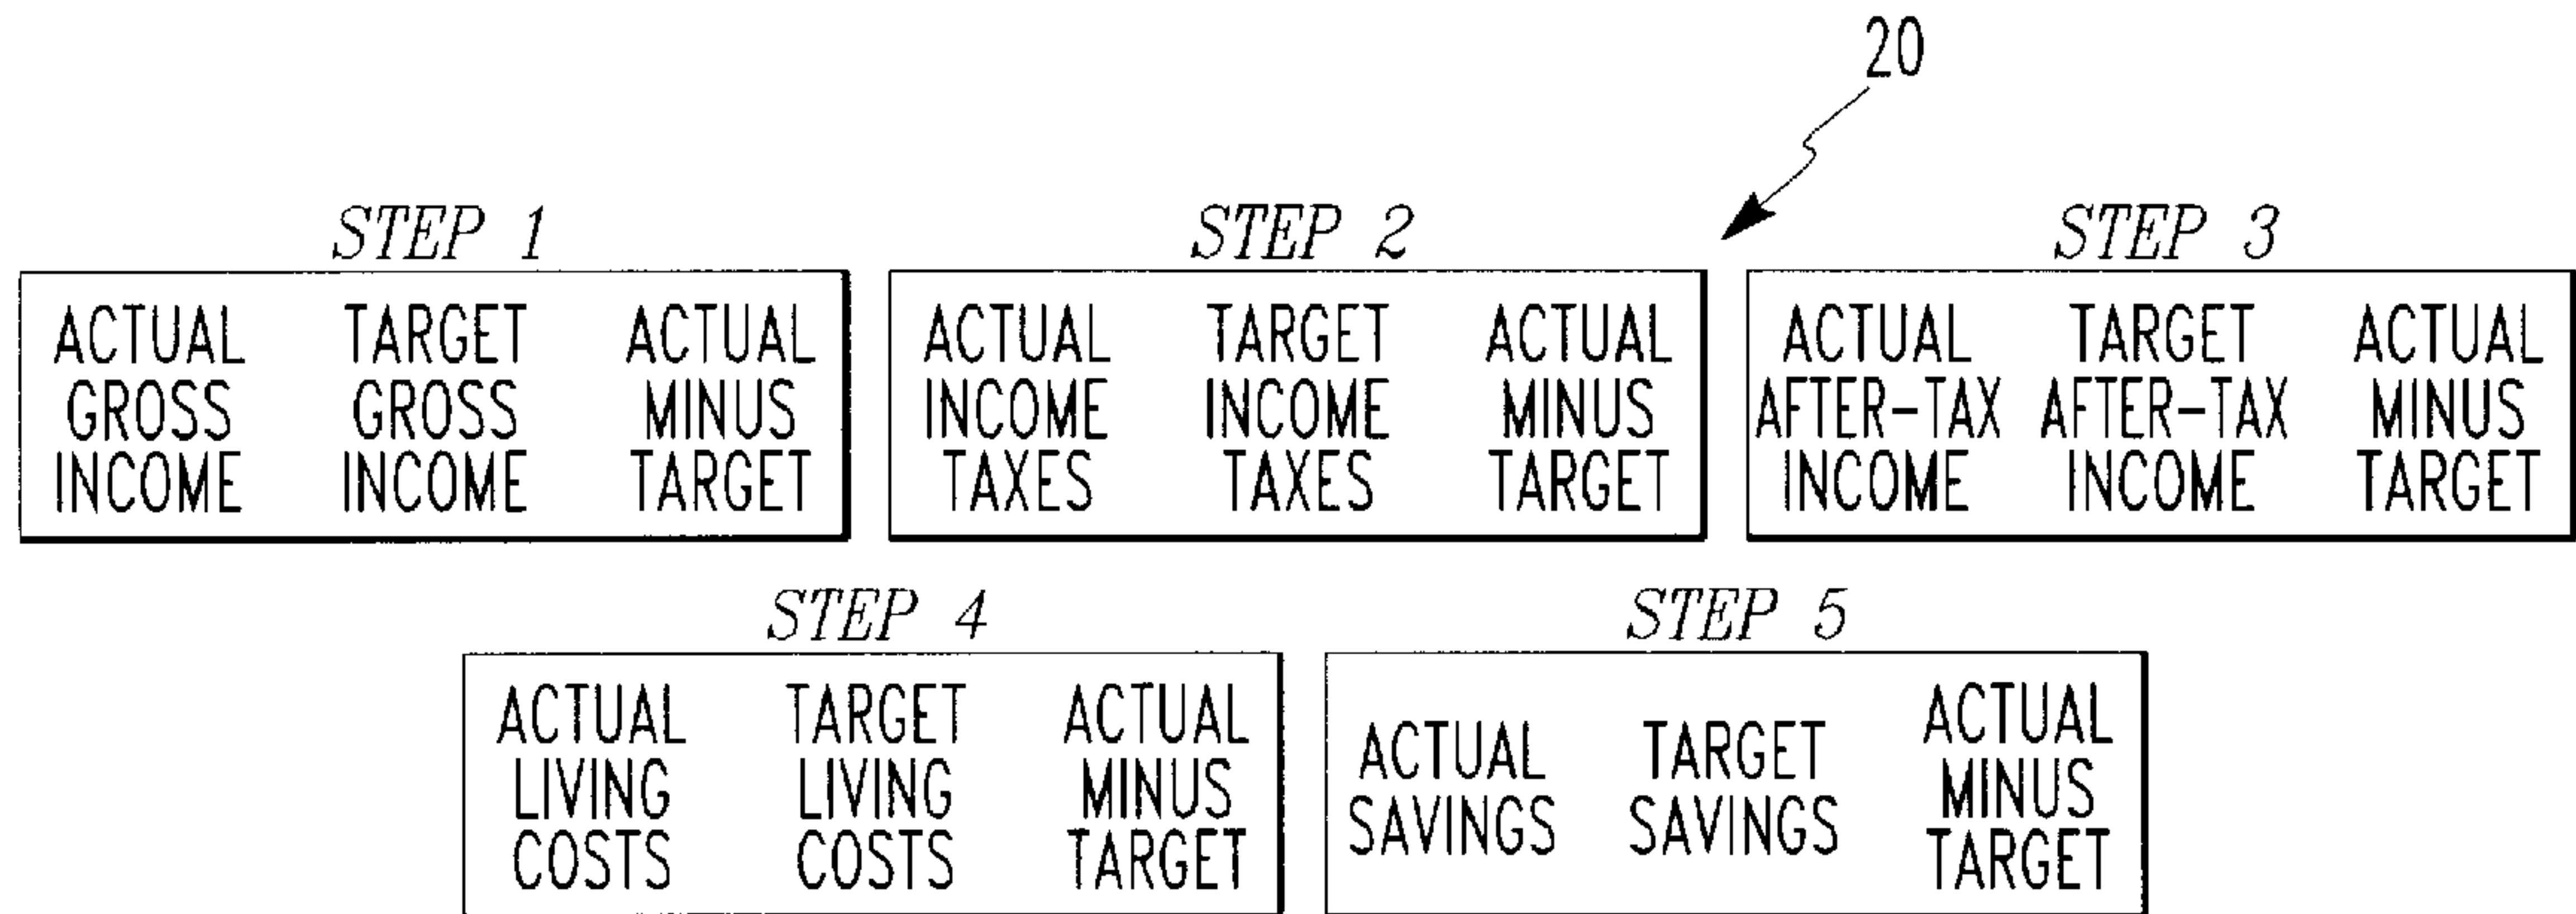 20
STEP 1
STEP 2
STEP 3
ACTUAL TARGET ACTUAL
GROSS GROSS MINUS
INCOME INCOME TARGET
ACTUAL TARGET ACTUAL
INCOME INCOME MINUS
TAXES TAXES TARGET
ACTUAL TARGET ACTUAL
AFTER-TAX AFTER-TAX MINUS
INCOME INCOME TARGET
STEP 4
STEP 5
ACTUAL TARGET ACTUAL
LIVING LIVING MINUS
COSTS COSTS TARGET
ACTUAL
SAVINGS
TARGET
SAVINGS
ACTUAL
MINUS
TARGET